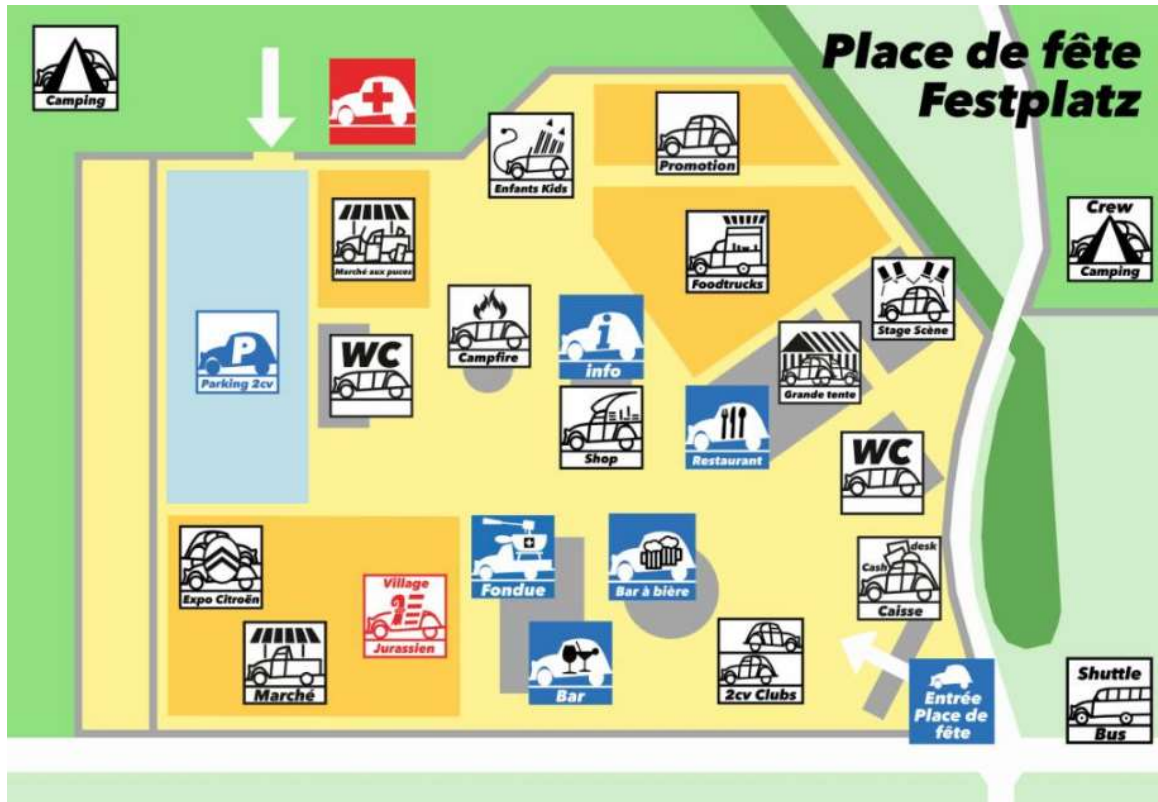 Place de fête
Festplatz
Camping
Enfants Kids
Promotion
Marché aux puces
Foodtrucks
Crew
Camping
Stage Scène
P
Parking 2cv
WC
Campfire
i
info
Grande tente
Shop
Restaurant
WC
Expo Citroën
Fondue
Bar à bière
Cash desk
Caisse
Village
Jurassien
Marché
Bar
2cv Clubs
Entrée
Place de
fête
Shuttle
Bus